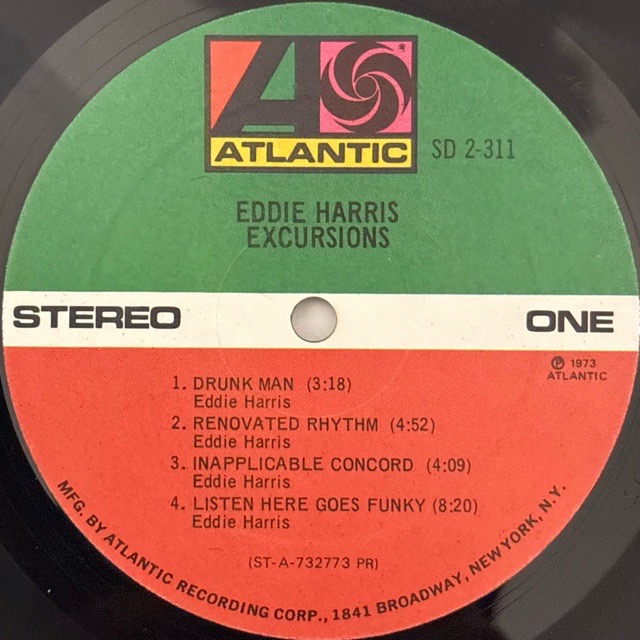 ATLANTIC
SD 2-311
EDDIE HARRIS
EXCURSIONS
STEREO
ONE
℗ 1973
ATLANTIC
1. DRUNK MAN (3:18)
Eddie Harris
2. RENOVATED RHYTHM (4:52)
Eddie Harris
3. INAPPLICABLE CONCORD (4:09)
Eddie Harris
4. LISTEN HERE GOES FUNKY (8:20)
Eddie Harris
(ST-A-732773 PR)
MFG. BY ATLANTIC RECORDING CORP., 1841 BROADWAY, NEW YORK, N.Y.